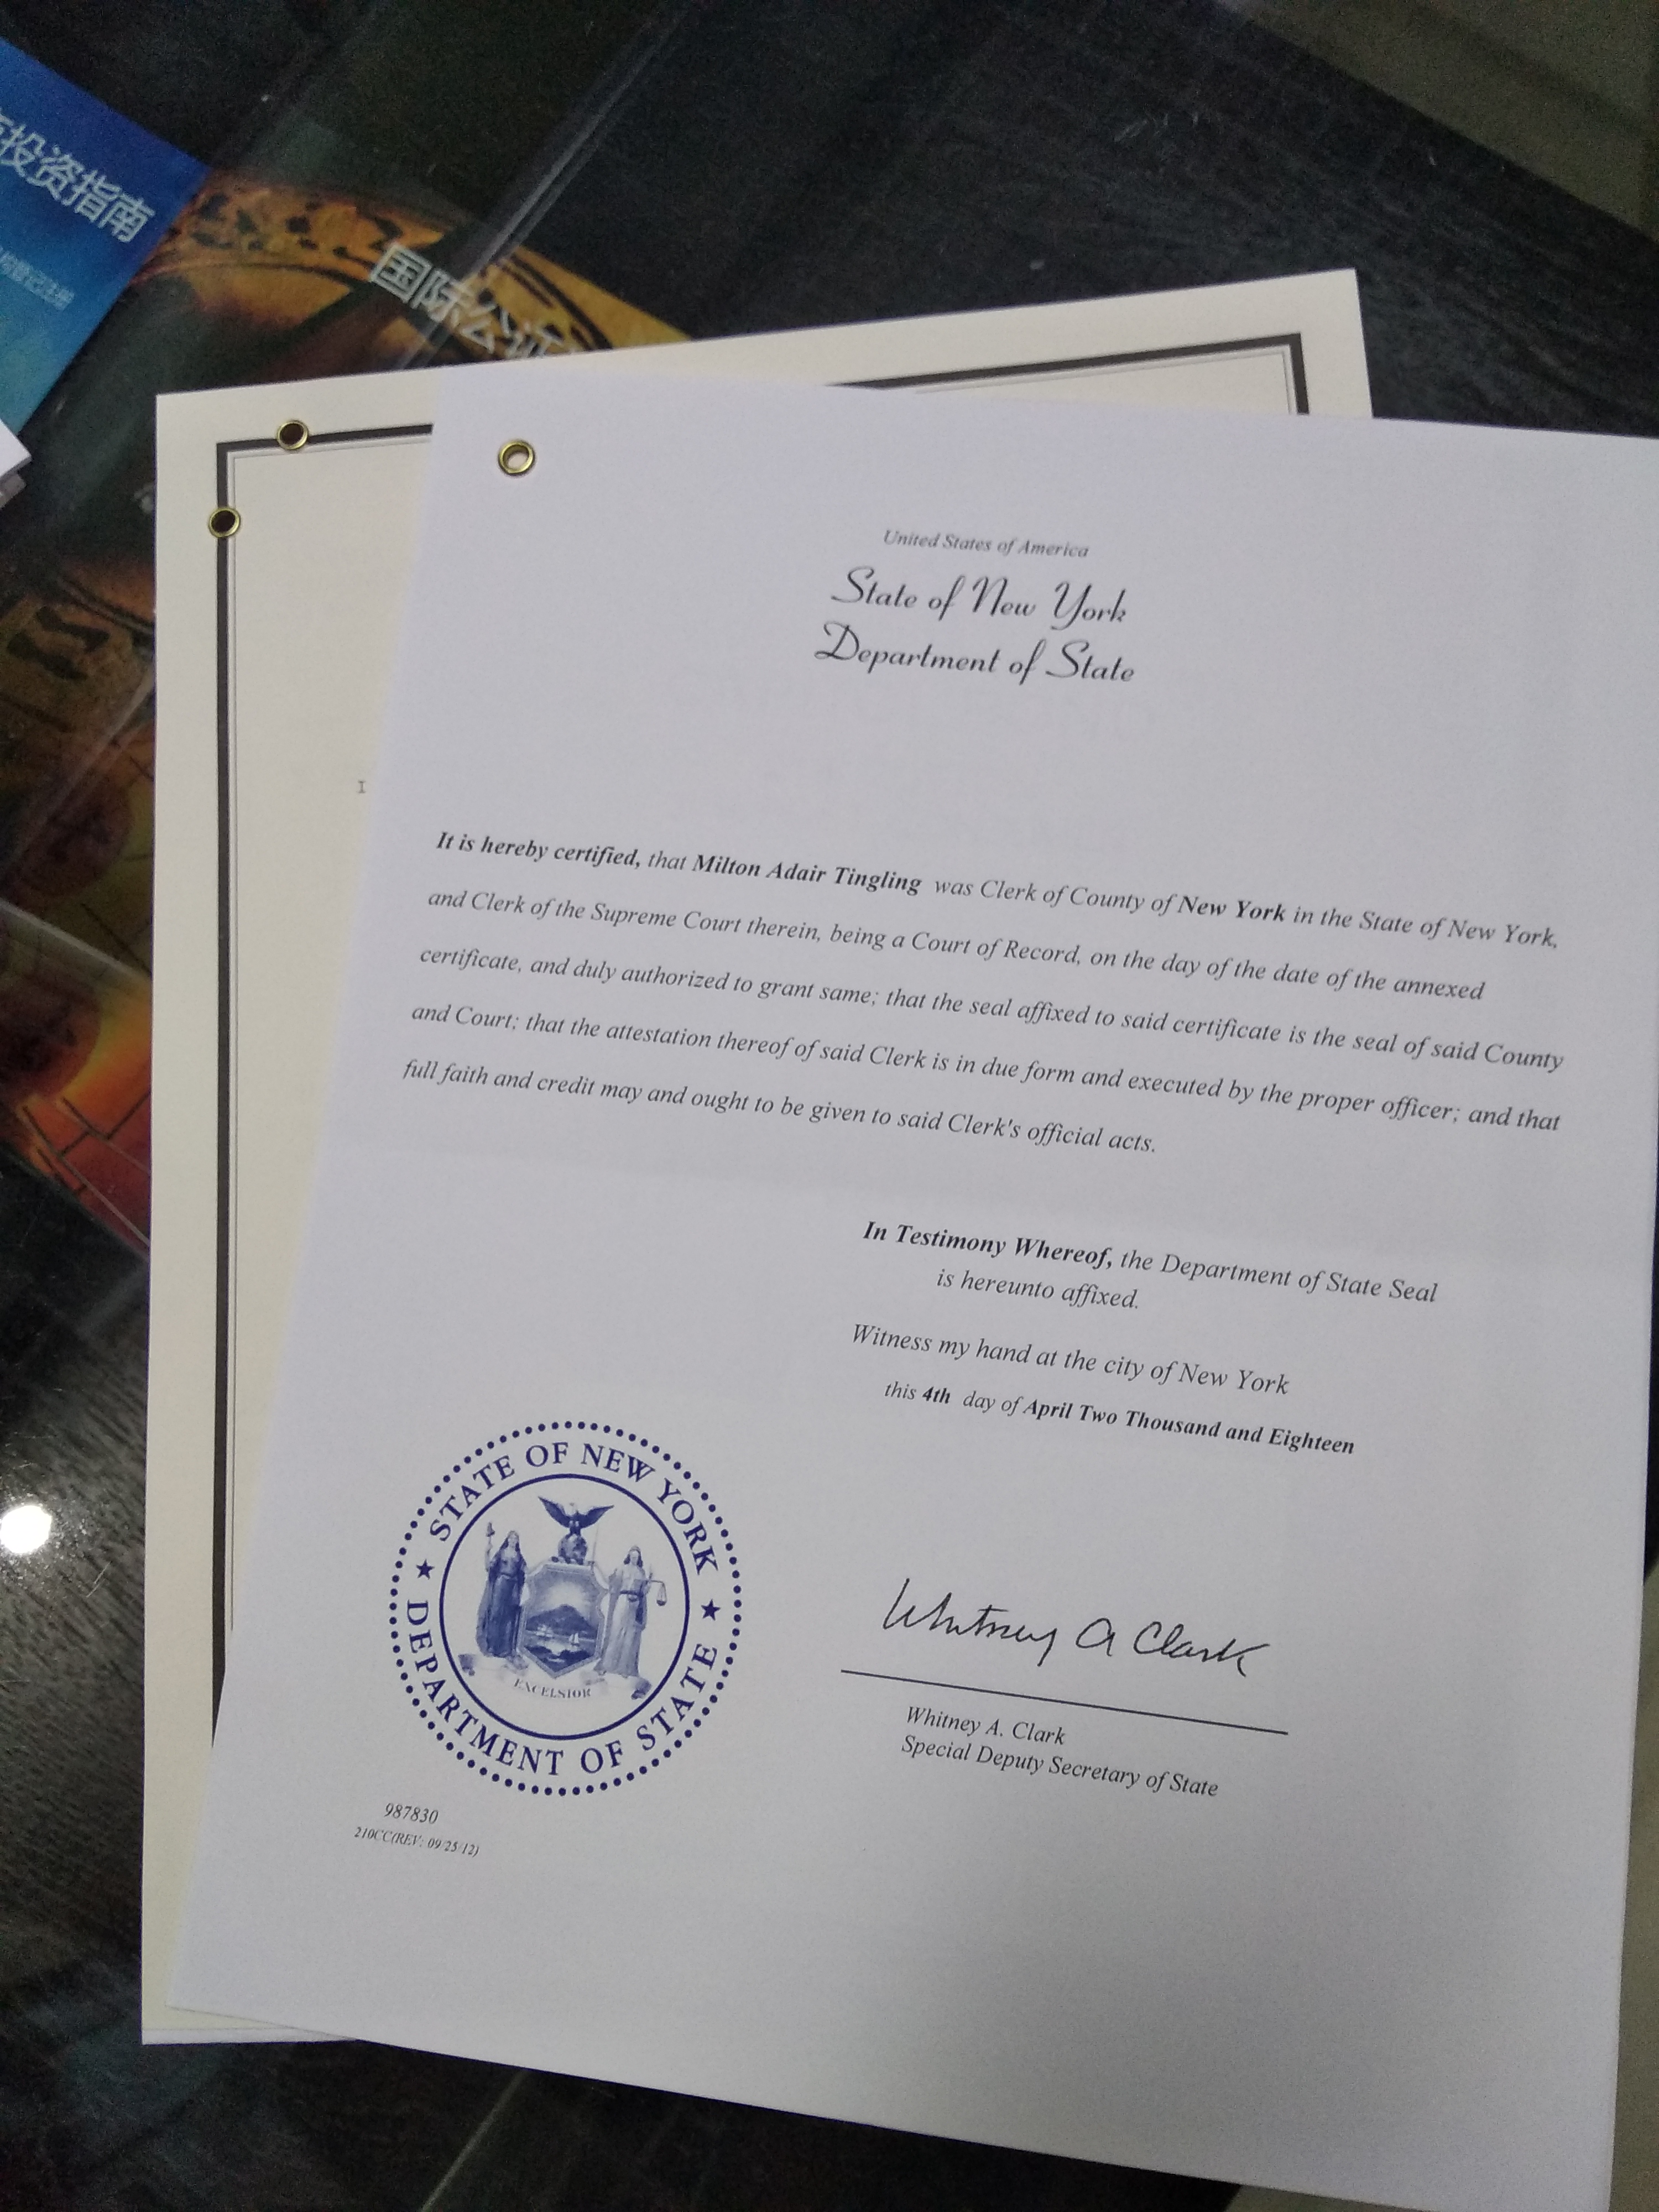 投资指南
国际公证
United States of America
State of New York
Department of State
I
It is hereby certified, that Milton Adair Tingling was Clerk of County of New York in the State of New York,
and Clerk of the Supreme Court therein, being a Court of Record, on the day of the date of the annexed
certificate, and duly authorized to grant same; that the seal affixed to said certificate is the seal of said County
and Court; that the attestation thereof of said Clerk is in due form and executed by the proper officer; and that
full faith and credit may and ought to be given to said Clerk's official acts.
In Testimony Whereof, the Department of State Seal
is hereunto affixed.
Witness my hand at the city of New York
this 4th day of April Two Thousand and Eighteen
STATE OF NEW YORK
★ DEPARTMENT OF STATE ★
EXCELSIOR
Whitney A Clark
Whitney A. Clark
Special Deputy Secretary of State
987830
210CC(REV: 09/25/12)